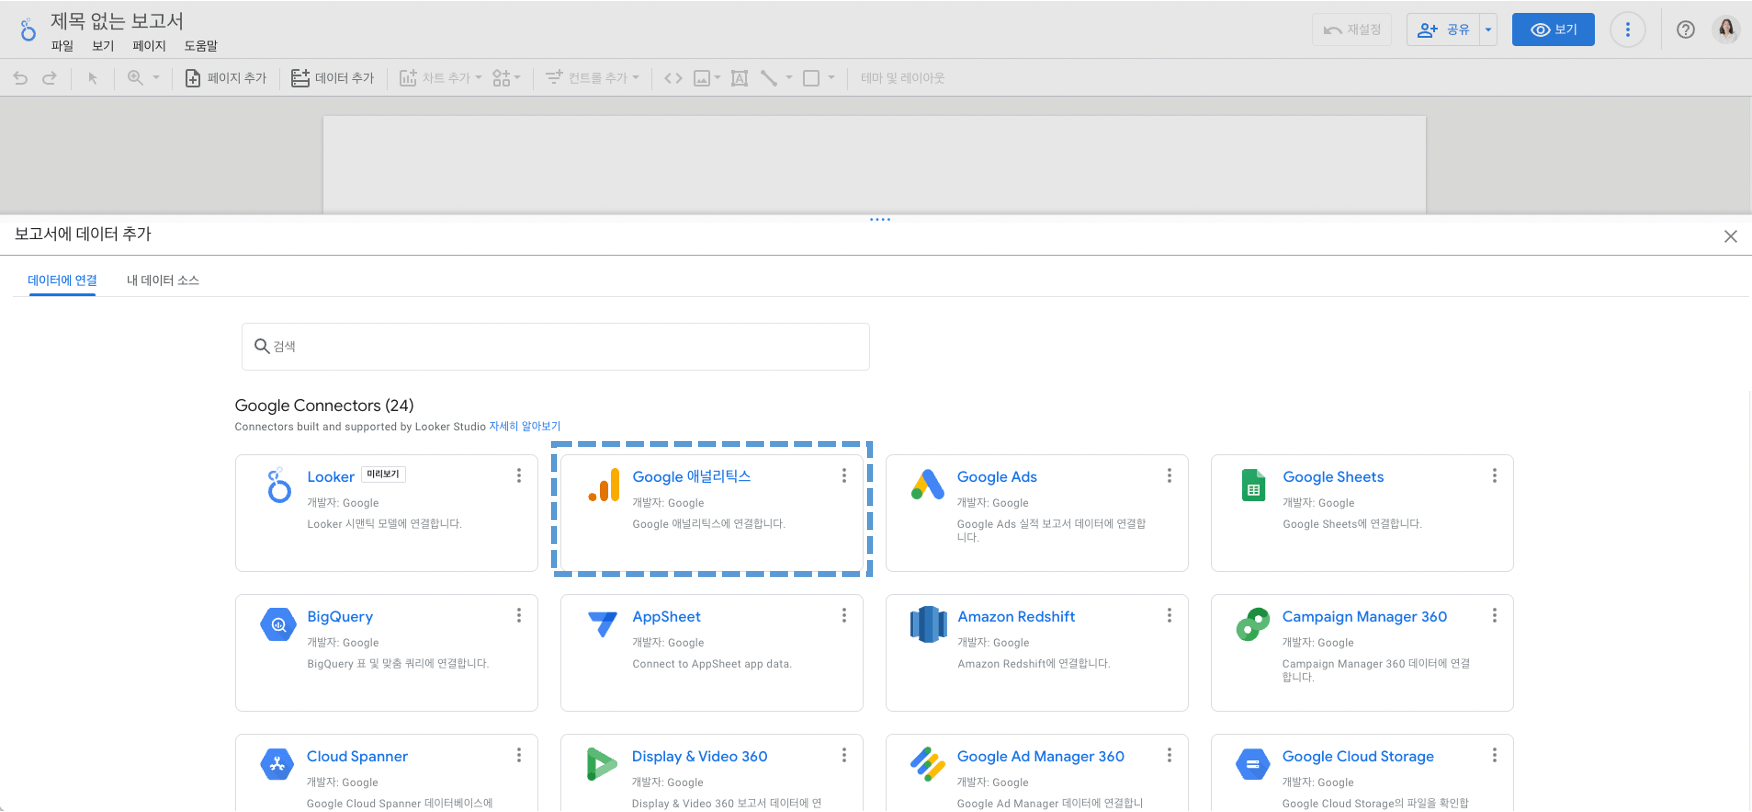 제목 없는 보고서
파일 보기 페이지 도움말
재설정 공유 보기
페이지 추가 데이터 추가 차트 추가 컨트롤 추가 테마 및 레이아웃
보고서에 데이터 추가
데이터에 연결 내 데이터 소스
검색
Google Connectors (24)
Connectors built and supported by Looker Studio 자세히 알아보기
Looker 미리보기
개발자: Google
Looker 시맨틱 모델에 연결합니다.
Google 애널리틱스
개발자: Google
Google 애널리틱스에 연결합니다.
Google Ads
개발자: Google
Google Ads 실적 보고서 데이터에 연결합
니다.
Google Sheets
개발자: Google
Google Sheets에 연결합니다.
BigQuery
개발자: Google
BigQuery 표 및 맞춤 쿼리에 연결합니다.
AppSheet
개발자: Google
Connect to AppSheet app data.
Amazon Redshift
개발자: Google
Amazon Redshift에 연결합니다.
Campaign Manager 360
개발자: Google
Campaign Manager 360 데이터에 연결
합니다.
Cloud Spanner
개발자: Google
Google Cloud Spanner 데이터베이스에
Display & Video 360
개발자: Google
Display & Video 360 보고서 데이터에 연
Google Ad Manager 360
개발자: Google
Google Ad Manager 데이터에 연결합니
Google Cloud Storage
개발자: Google
Google Cloud Storage의 파일을 확인합